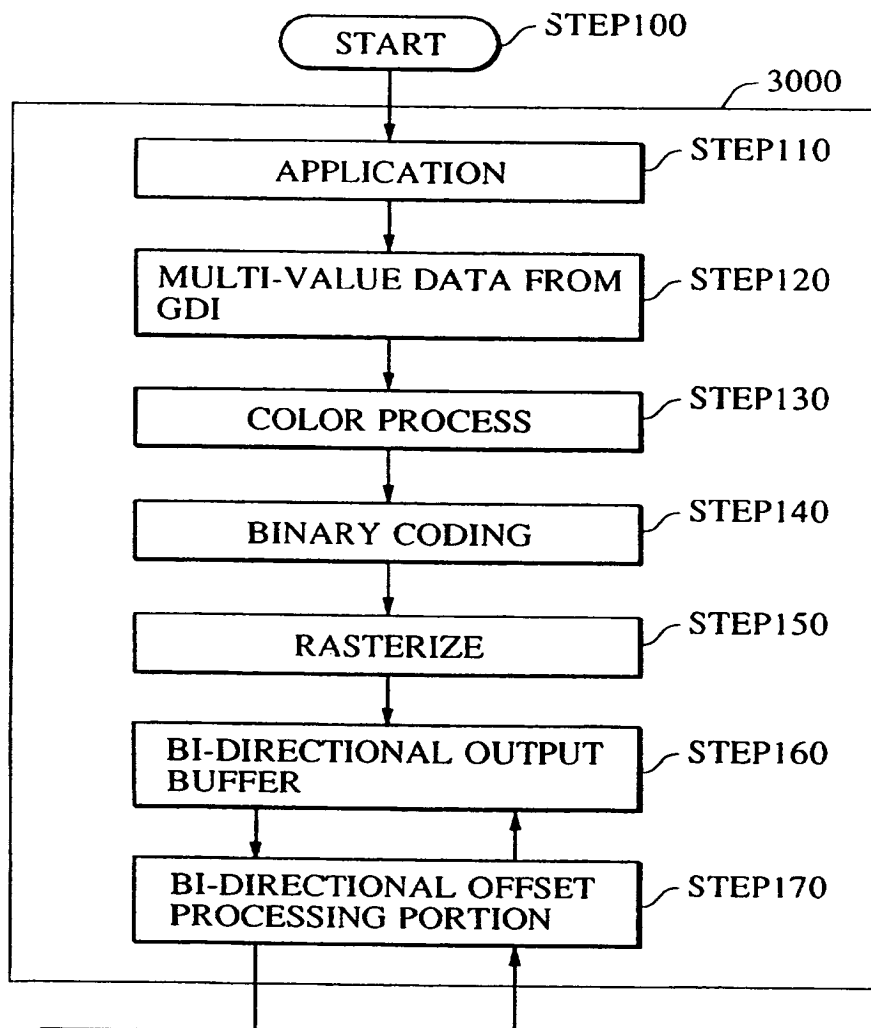 START
STEP100
3000
APPLICATION
STEP110
MULTI-VALUE DATA FROM
GDI
STEP120
COLOR PROCESS
STEP130
BINARY CODING
STEP140
RASTERIZE
STEP150
BI-DIRECTIONAL OUTPUT
BUFFER
STEP160
BI-DIRECTIONAL OFFSET
PROCESSING PORTION
STEP170